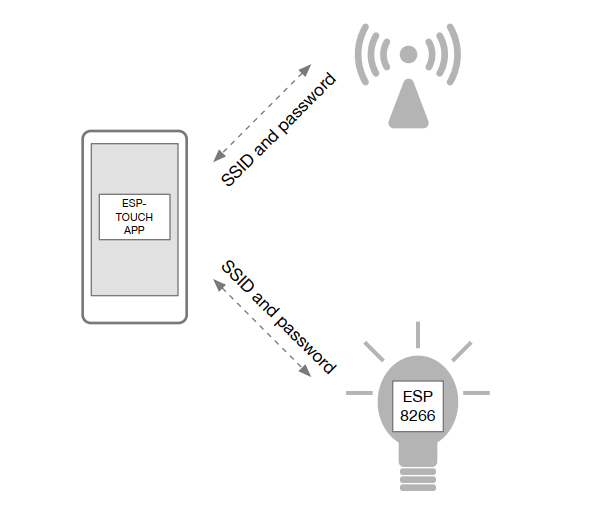 SSID and password
ESP-
TOUCH
APP
SSID and password
ESP
8266